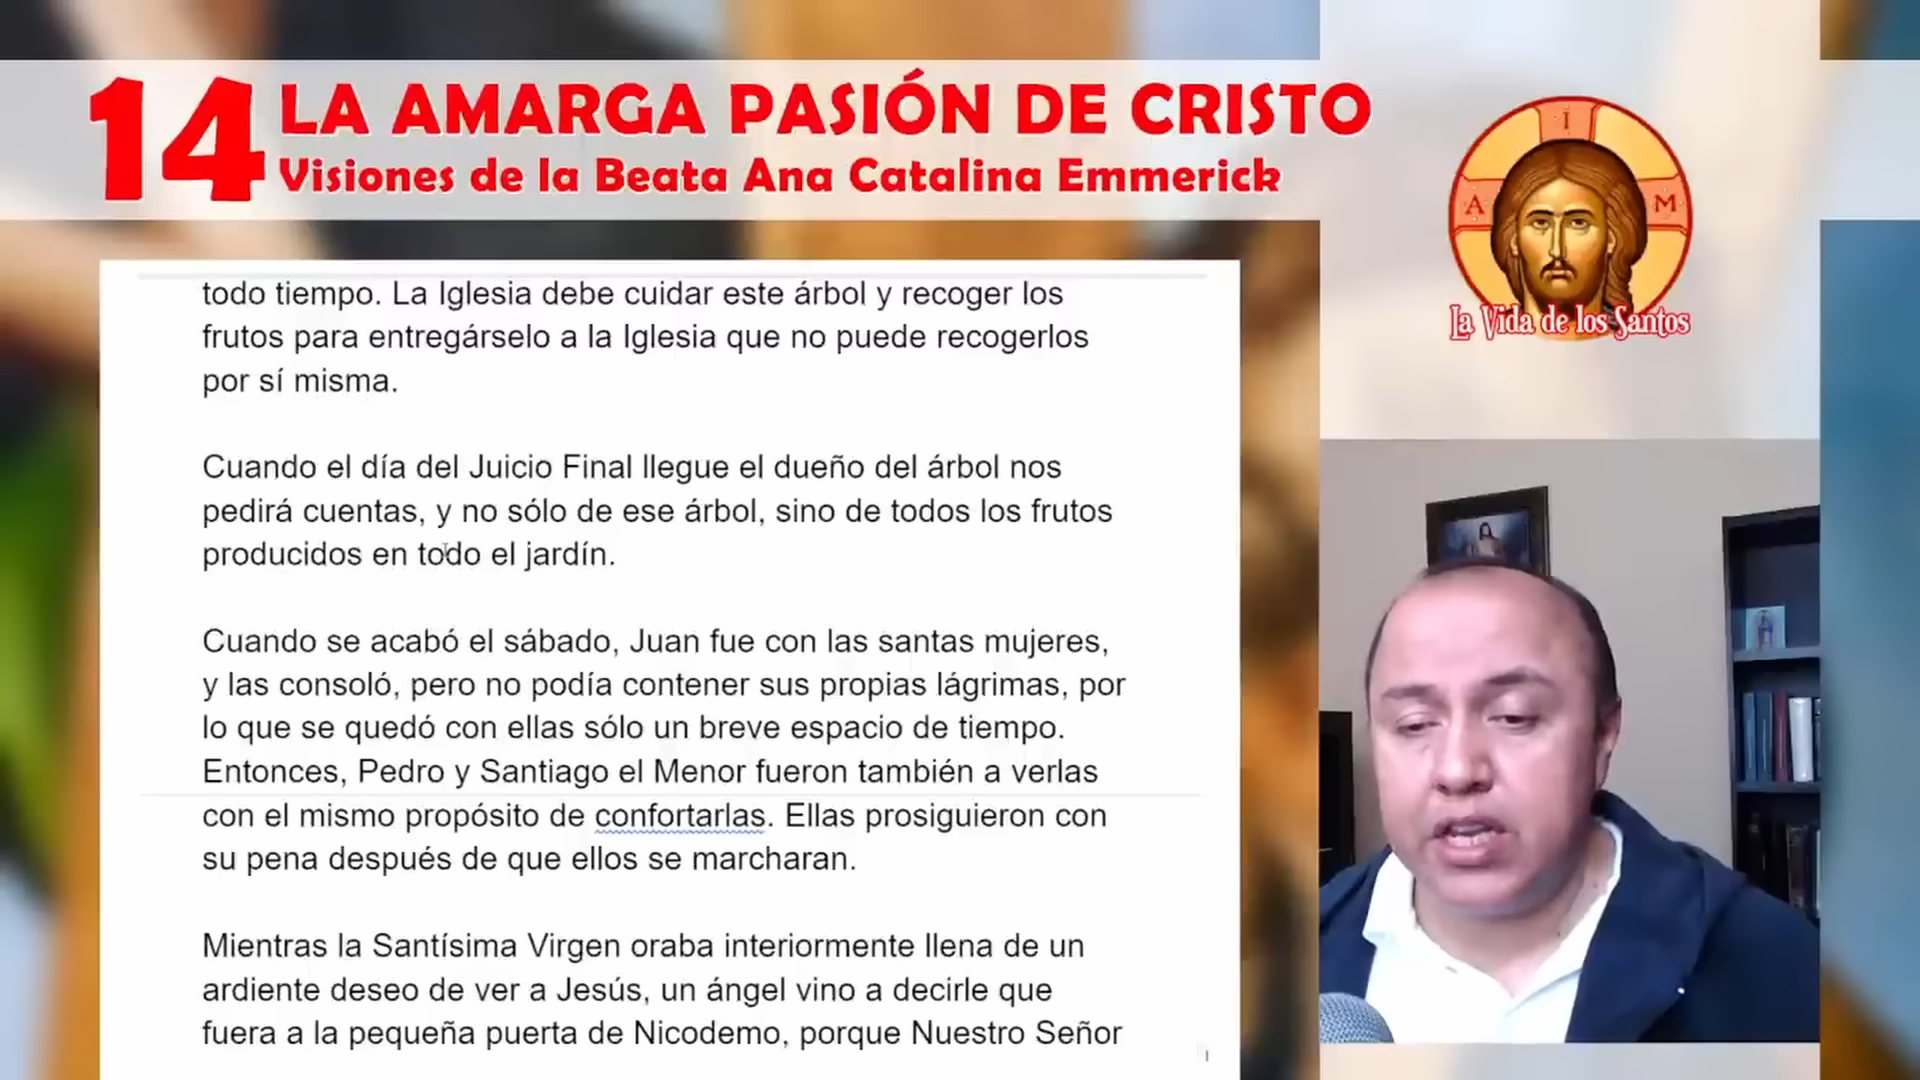 14
LA AMARGA PASIÓN DE CRISTO
Visiones de la Beata Ana Catalina Emmerick
I
A M
La Vida de los Santos
todo tiempo. La Iglesia debe cuidar este árbol y recoger los
frutos para entregárselo a la Iglesia que no puede recogerlos
por sí misma.
Cuando el día del Juicio Final llegue el dueño del árbol nos
pedirá cuentas, y no sólo de ese árbol, sino de todos los frutos
producidos en todo el jardín.
Cuando se acabó el sábado, Juan fue con las santas mujeres,
y las consoló, pero no podía contener sus propias lágrimas, por
lo que se quedó con ellas sólo un breve espacio de tiempo.
Entonces, Pedro y Santiago el Menor fueron también a verlas
con el mismo propósito de confortarlas. Ellas prosiguieron con
su pena después de que ellos se marcharan.
Mientras la Santísima Virgen oraba interiormente llena de un
ardiente deseo de ver a Jesús, un ángel vino a decirle que
fuera a la pequeña puerta de Nicodemo, porque Nuestro Señor